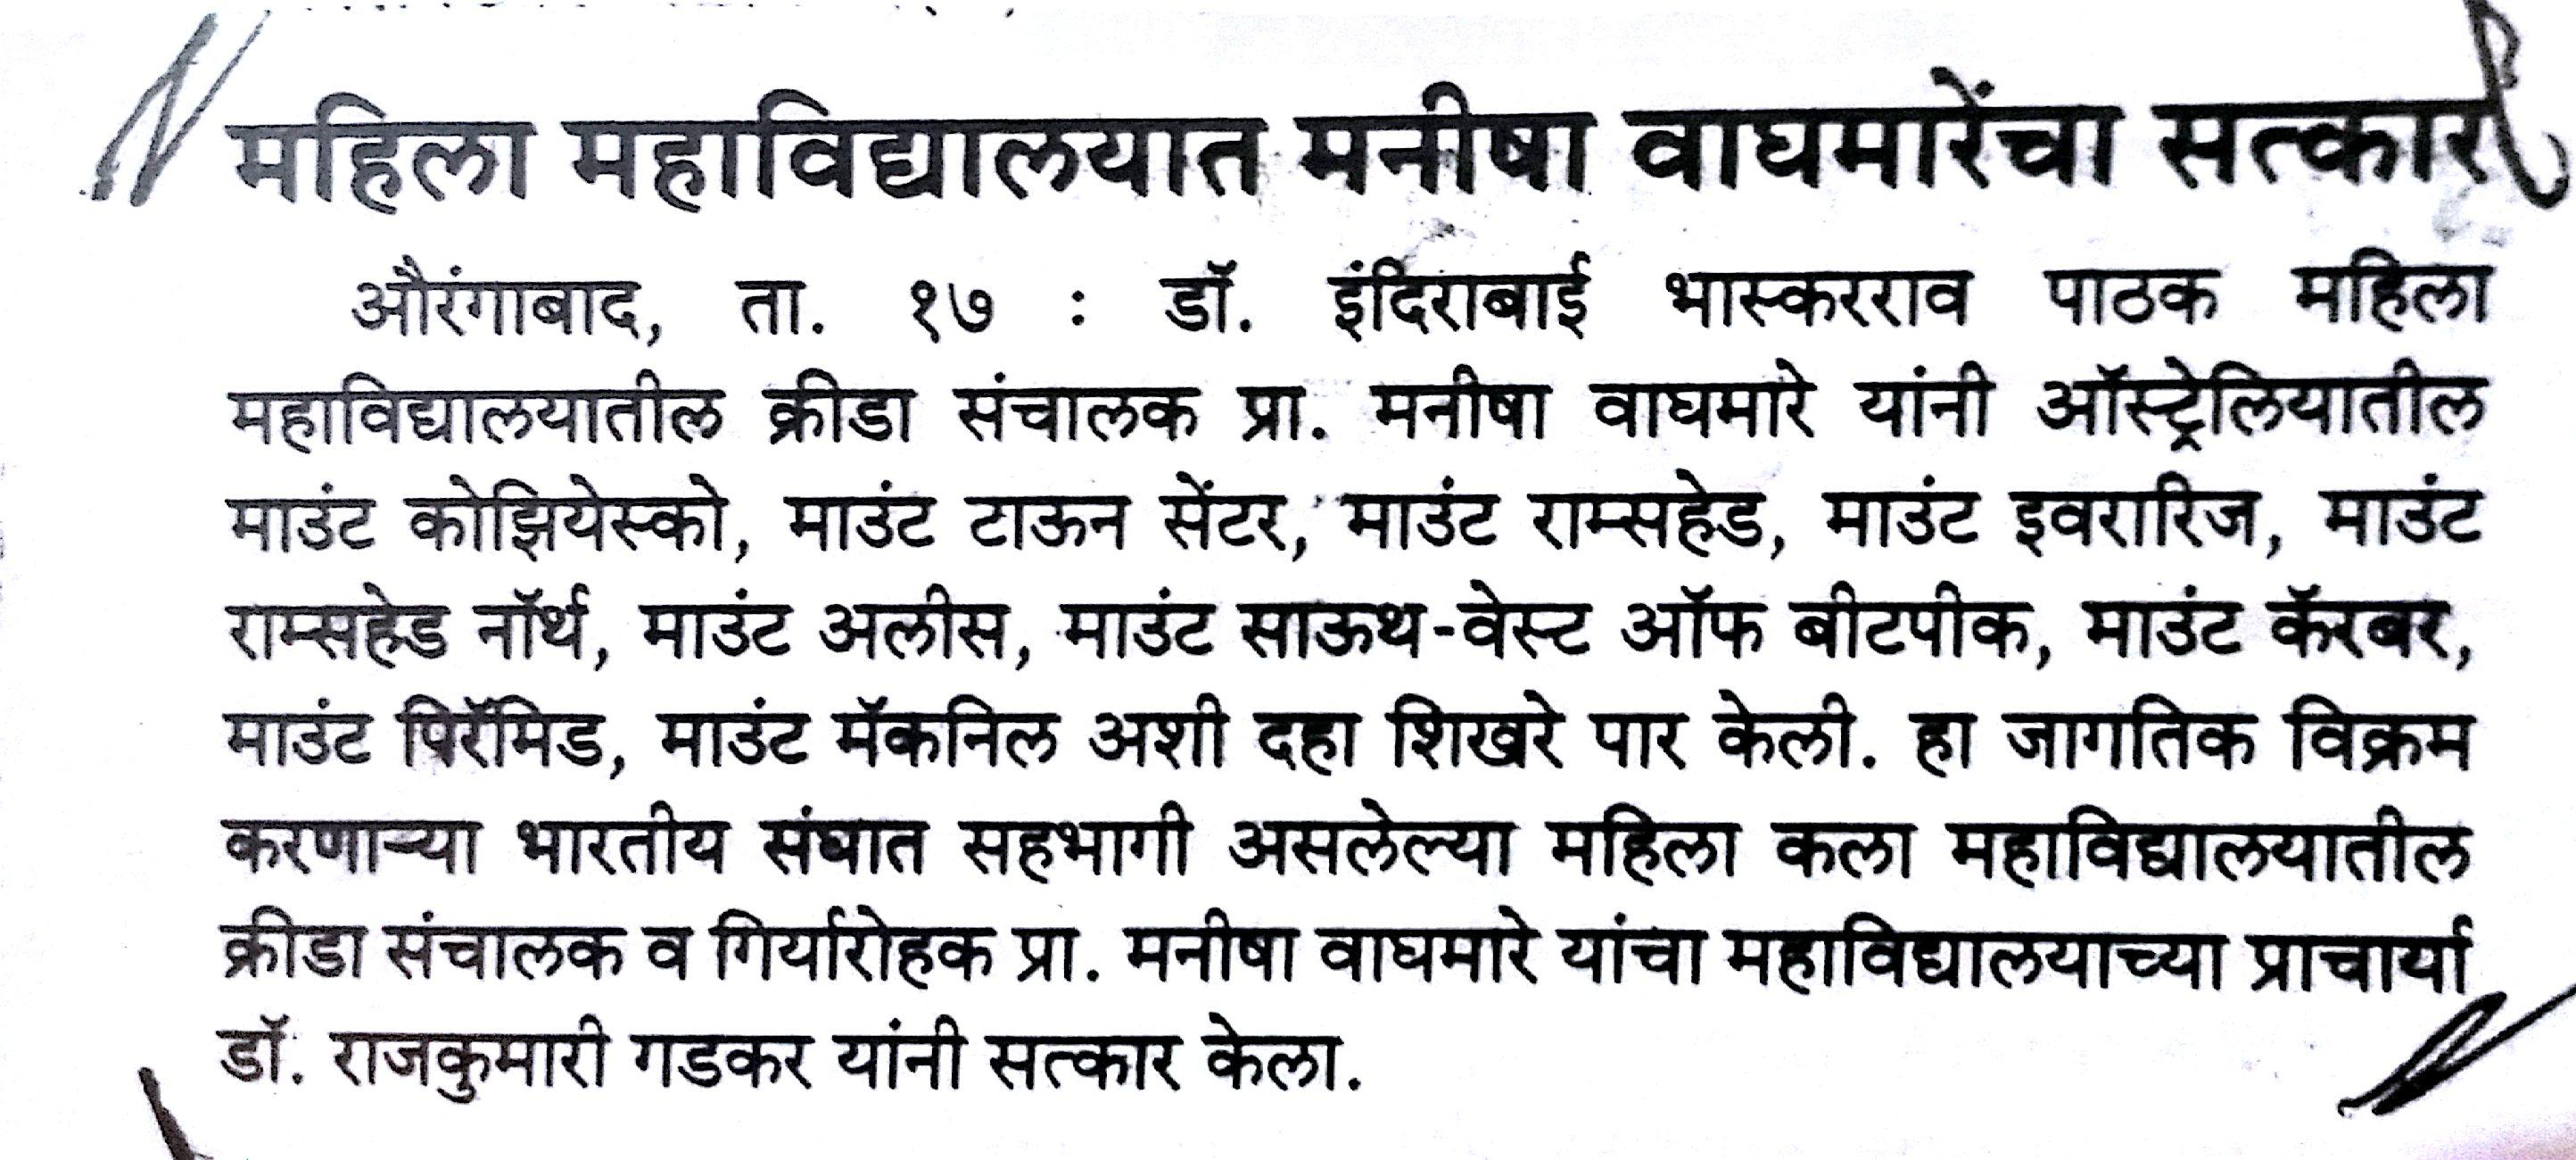 महिला महाविद्यालयात मनीषा वाघमारेंचा सत्कार
औरंगाबाद, ता. १७ : डॉ. इंदिराबाई भास्करराव पाठक महिला
महाविद्यालयातील क्रीडा संचालक प्रा. मनीषा वाघमारे यांनी ऑस्ट्रेलियातील
माउंट कोझियेस्को, माउंट टाऊन सेंटर, माउंट राम्सहेड, माउंट इवरारिज, माउंट
राम्सहेड नॉर्थ, माउंट अलीस, माउंट साऊथ-वेस्ट ऑफ बीटपीक, माउंट कॅरबर,
माउंट पिरॅमिड, माउंट मॅकनिल अशी दहा शिखरे पार केली. हा जागतिक विक्रम
करणाऱ्या भारतीय संघात सहभागी असलेल्या महिला कला महाविद्यालयातील
क्रीडा संचालक व गिर्यारोहक प्रा. मनीषा वाघमारे यांचा महाविद्यालयाच्या प्राचार्या
डॉ. राजकुमारी गडकर यांनी सत्कार केला.